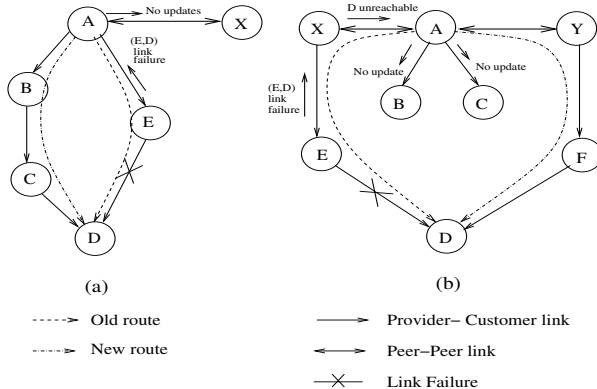 No updates
A
X
(E,D)
link
failure
B
E
C
D
(a)
D unreachable
X
A
Y
No update
No update
(E,D)
link
failure
B
C
E
F
D
(b)
Old route
New route
Provider- Customer link
Peer-Peer link
Link Failure